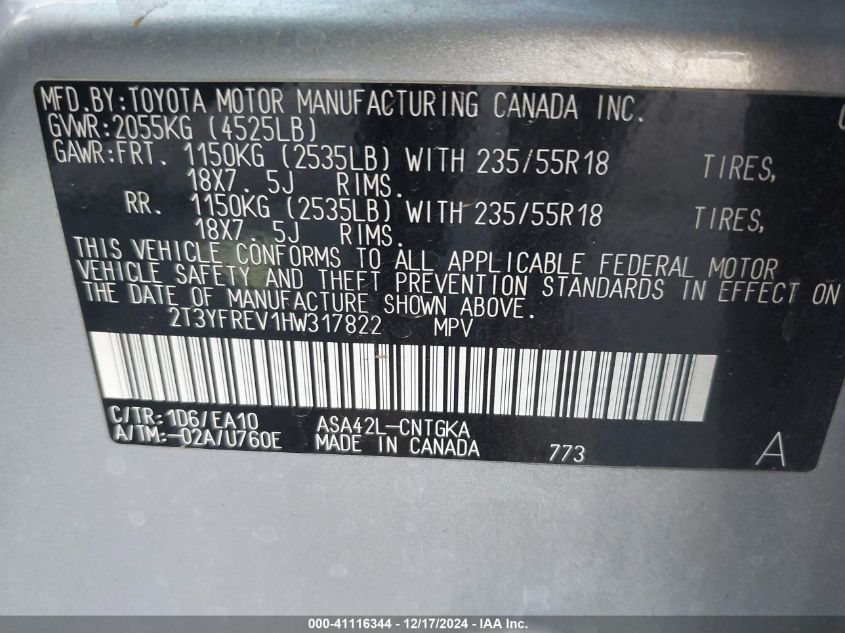 MFD.BY:TOYOTA MOTOR MANUFACTURING CANADA INC.
GVWR:2055KG (4525LB)
GAWR:FRT. 1150KG (2535LB) WITH 235/55R18 TIRES,
18X7.5J RIMS.
RR. 1150KG (2535LB) WITH 235/55R18 TIRES,
18X7.5J RIMS.
THIS VEHICLE CONFORMS TO ALL APPLICABLE FEDERAL MOTOR
VEHICLE SAFETY AND THEFT PREVENTION STANDARDS IN EFFECT ON
THE DATE OF MANUFACTURE SHOWN ABOVE.
2T3YFREV1HW317822 MPV
C/TR:1D6/EA10 ASA42L-CNTGKA
A/TM:-02A/U760E MADE IN CANADA 773 A
000-41116344 - 12/17/2024 - IAA Inc.